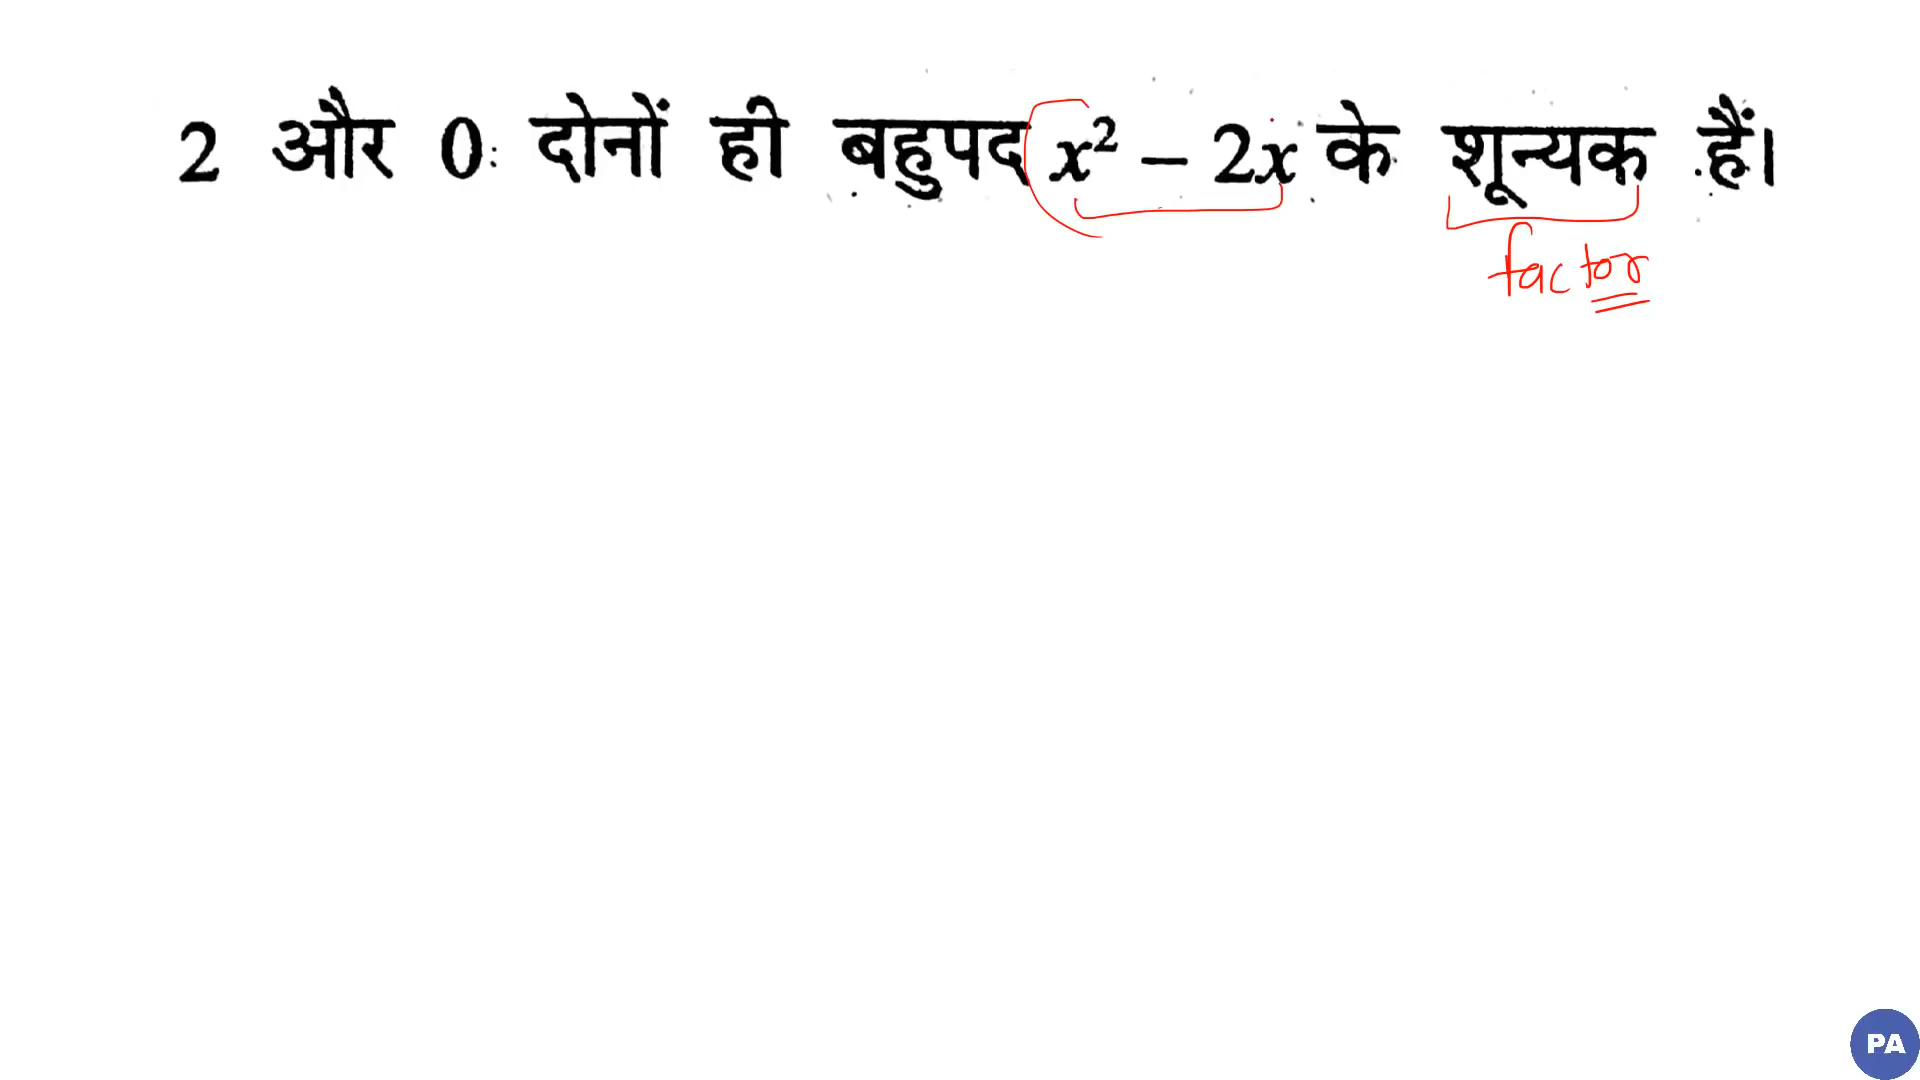 2 और 0 दोनों ही बहुपद x² – 2x के शून्यक हैं।
factor
PA